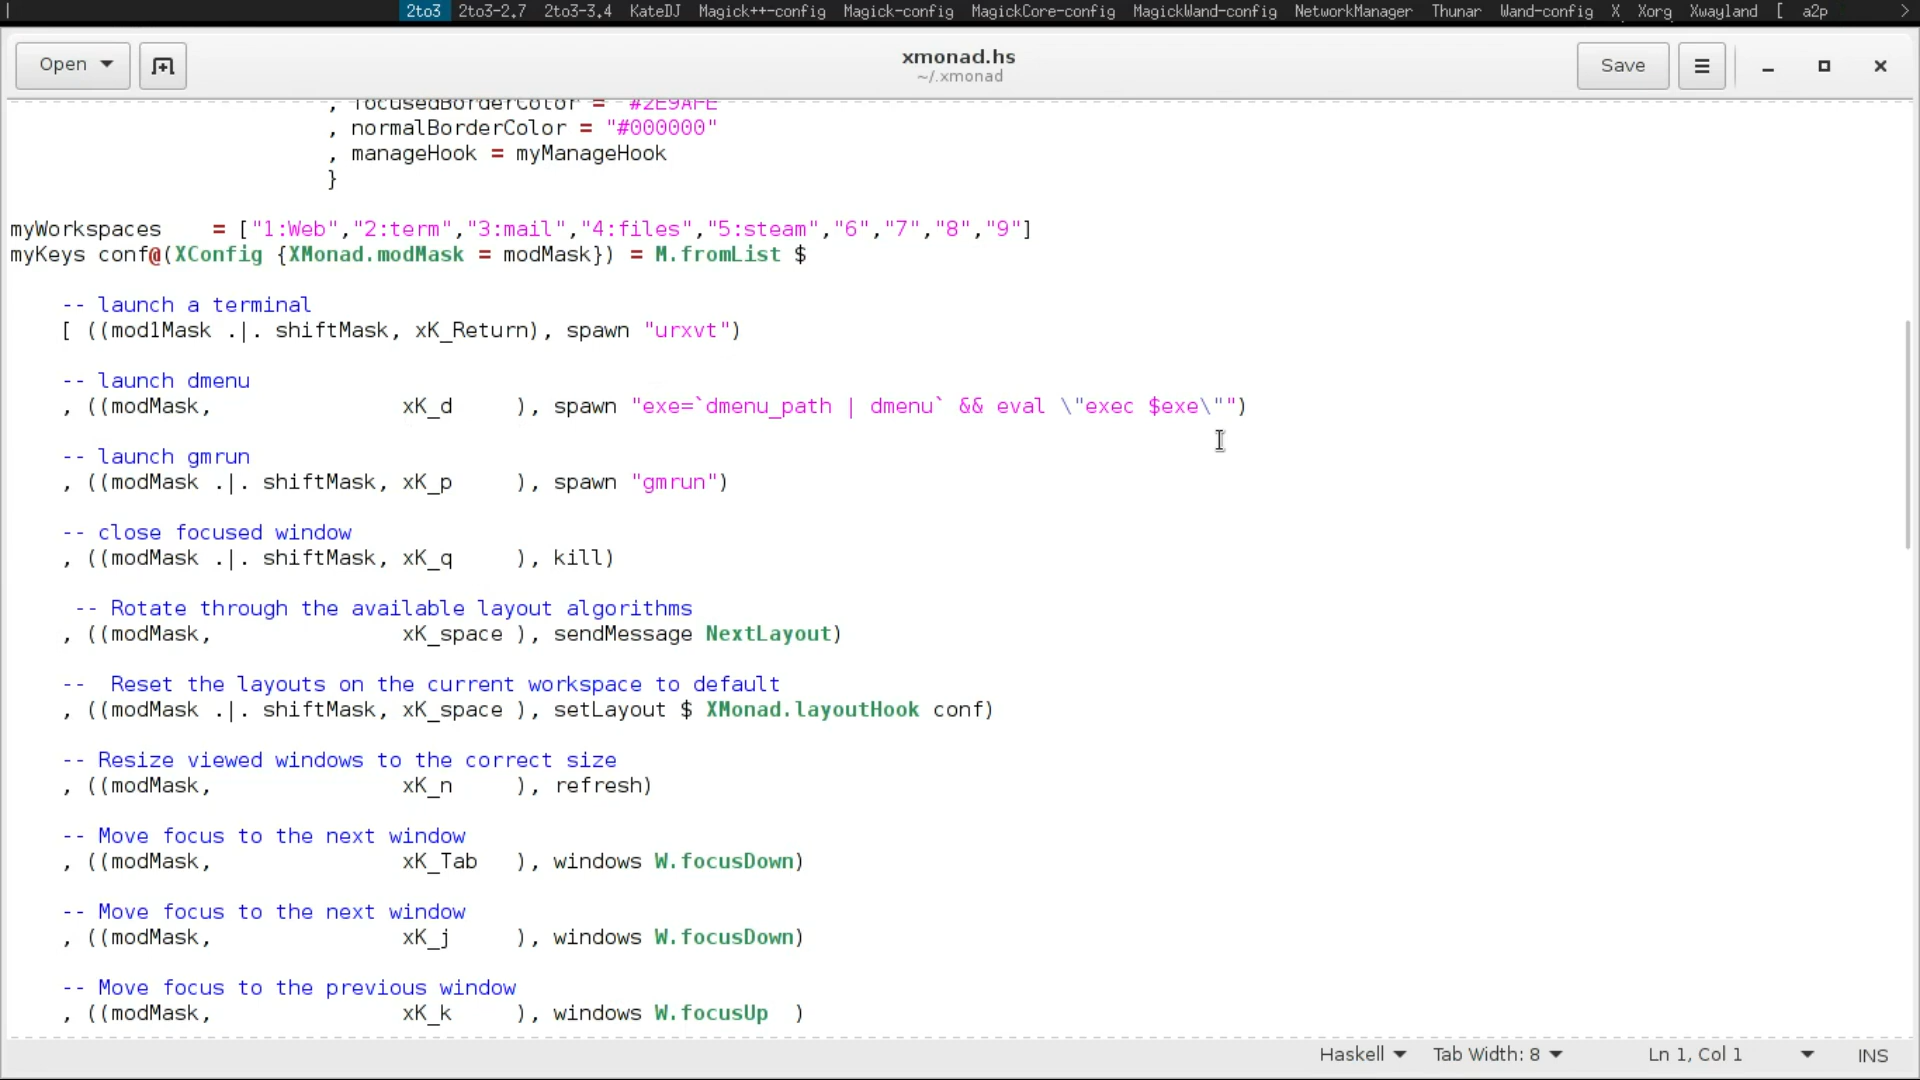 2to3 2to3-2.7 2to3-3.4 KateDJ Magick++-config Magick-config MagickCore-config MagickWand-config NetworkManager Thunar Wand-config X Xorg Xwayland [ a2p >
Open
xmonad.hs
~/.xmonad
Save
, focusedBorderColor = "#2E9AFE"
, normalBorderColor = "#000000"
, manageHook = myManageHook
}
myWorkspaces    = ["1:Web","2:term","3:mail","4:files","5:steam","6","7","8","9"]
myKeys conf@(XConfig {XMonad.modMask = modMask}) = M.fromList $
-- launch a terminal
[ ((mod1Mask .|. shiftMask, xK_Return), spawn "urxvt")
-- launch dmenu
, ((modMask,               xK_d     ), spawn "exe=`dmenu_path | dmenu` && eval \"exec $exe\"")
-- launch gmrun
, ((modMask .|. shiftMask, xK_p     ), spawn "gmrun")
-- close focused window
, ((modMask .|. shiftMask, xK_q     ), kill)
-- Rotate through the available layout algorithms
, ((modMask,               xK_space ), sendMessage NextLayout)
--  Reset the layouts on the current workspace to default
, ((modMask .|. shiftMask, xK_space ), setLayout $ XMonad.layoutHook conf)
-- Resize viewed windows to the correct size
, ((modMask,               xK_n     ), refresh)
-- Move focus to the next window
, ((modMask,               xK_Tab   ), windows W.focusDown)
-- Move focus to the next window
, ((modMask,               xK_j     ), windows W.focusDown)
-- Move focus to the previous window
, ((modMask,               xK_k     ), windows W.focusUp  )
Haskell Tab Width: 8 Ln 1, Col 1 INS